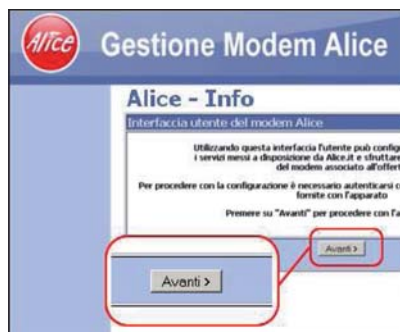 Alice
Gestione Modem Alice
Alice - Info
Interfaccia utente del modem Alice
Utilizzando questa interfaccia l'utente può config
i servizi messi a disposizione da Alice.it e sfruttare
del modem associato all'offert
Per procedere con la configurazione è necessario autenticarsi c
fornite con l'apparato
Premere su "Avanti" per procedere con l'a
Avanti >
Avanti >